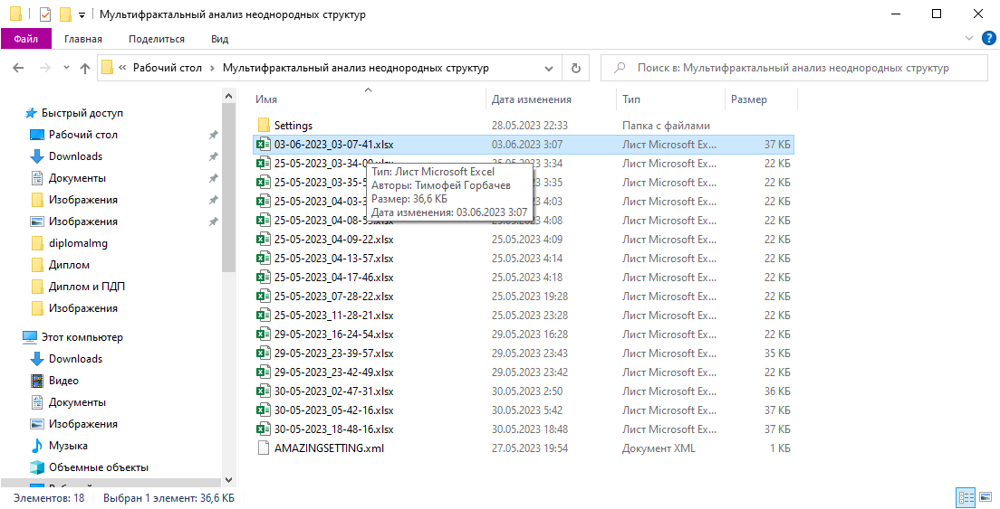 Мультифрактальный анализ неоднородных структур
Файл Главная Поделиться Вид
« Рабочий стол › Мультифрактальный анализ неоднородных структур
Поиск в: Мультифрактальный анализ неоднородных структур
Быстрый доступ
Рабочий стол
Downloads
Документы
Изображения
Изображения
diplomaImg
Диплом
Диплом и ПДП
Изображения
Этот компьютер
Downloads
Видео
Документы
Изображения
Музыка
Объемные объекты
Имя Дата изменения Тип Размер
Settings 28.05.2023 22:33 Папка с файлами
03-06-2023_03-07-41.xlsx 03.06.2023 3:07 Лист Microsoft Ex... 37 КБ
25-05-2023_03-34-0 .xlsx 25.05.2023 3:34 Лист Microsoft Ex... 22 КБ
25-05-2023_03-35-5 3:35 Лист Microsoft Ex... 22 КБ
25-05-2023_04-03-3 4:03 Лист Microsoft Ex... 22 КБ
25-05-2023_04-08-5 .xlsx 25.05.2023 4:08 Лист Microsoft Ex... 22 КБ
25-05-2023_04-09-22.xlsx 25.05.2023 4:09 Лист Microsoft Ex... 22 КБ
25-05-2023_04-13-57.xlsx 25.05.2023 4:14 Лист Microsoft Ex... 22 КБ
25-05-2023_04-17-46.xlsx 25.05.2023 4:18 Лист Microsoft Ex... 22 КБ
25-05-2023_07-28-22.xlsx 25.05.2023 19:28 Лист Microsoft Ex... 22 КБ
25-05-2023_11-28-21.xlsx 25.05.2023 23:28 Лист Microsoft Ex... 22 КБ
29-05-2023_16-24-54.xlsx 29.05.2023 16:28 Лист Microsoft Ex... 22 КБ
29-05-2023_23-39-57.xlsx 29.05.2023 23:43 Лист Microsoft Ex... 35 КБ
29-05-2023_23-42-49.xlsx 29.05.2023 23:42 Лист Microsoft Ex... 22 КБ
30-05-2023_02-47-31.xlsx 30.05.2023 2:50 Лист Microsoft Ex... 36 КБ
30-05-2023_05-42-16.xlsx 30.05.2023 5:42 Лист Microsoft Ex... 37 КБ
30-05-2023_18-48-16.xlsx 30.05.2023 18:48 Лист Microsoft Ex... 37 КБ
AMAZINGSETTING.xml 27.05.2023 19:54 Документ XML 1 КБ
Тип: Лист Microsoft Excel
Авторы: Тимофей Горбачев
Размер: 36,6 КБ
Дата изменения: 03.06.2023 3:07
Элементов: 18 Выбран 1 элемент: 36,6 КБ